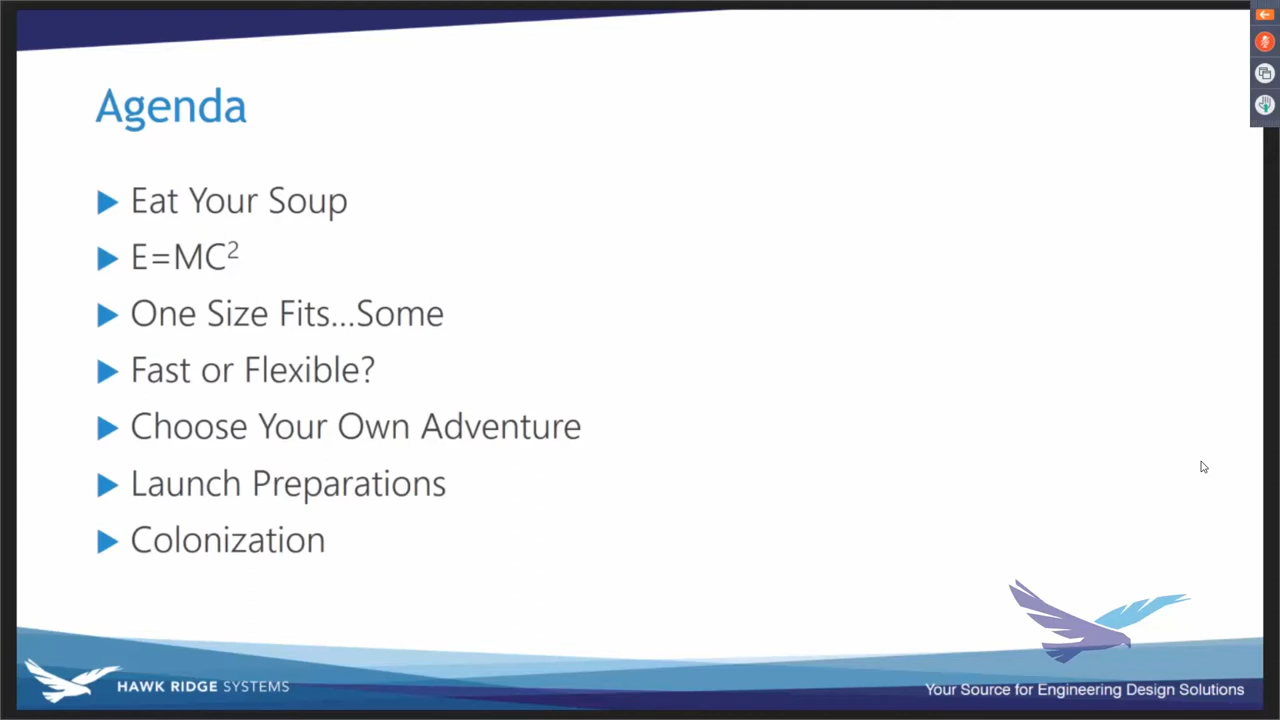 Agenda
Eat Your Soup
E=MC²
One Size Fits...Some
Fast or Flexible?
Choose Your Own Adventure
Launch Preparations
Colonization
HAWK RIDGE SYSTEMS
Your Source for Engineering Design Solutions